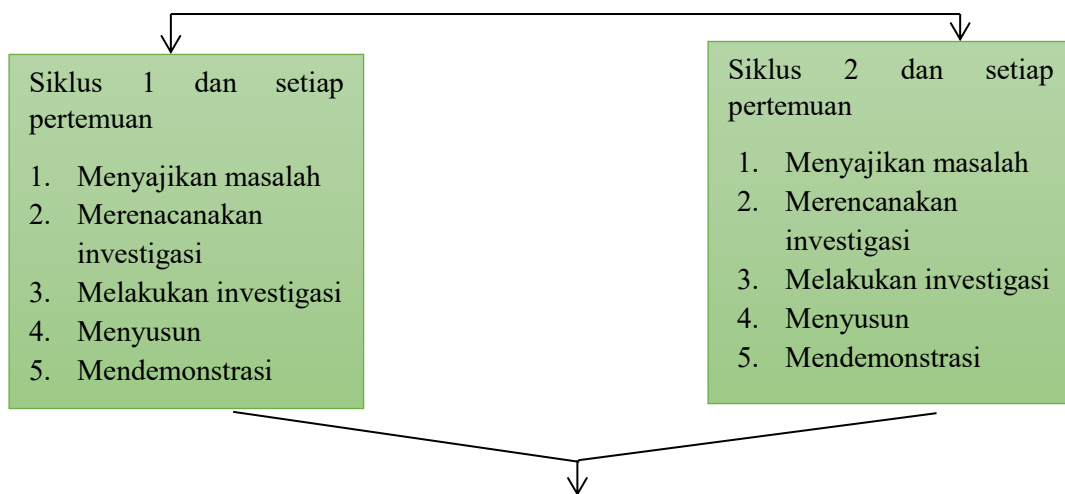 Siklus 1 dan setiap
pertemuan
1. Menyajikan masalah
2. Merenacanakan
investigasi
3. Melakukan investigasi
4. Menyusun
5. Mendemonstrasi
Siklus 2 dan setiap
pertemuan
1. Menyajikan masalah
2. Merencanakan
investigasi
3. Melakukan investigasi
4. Menyusun
5. Mendemonstrasi